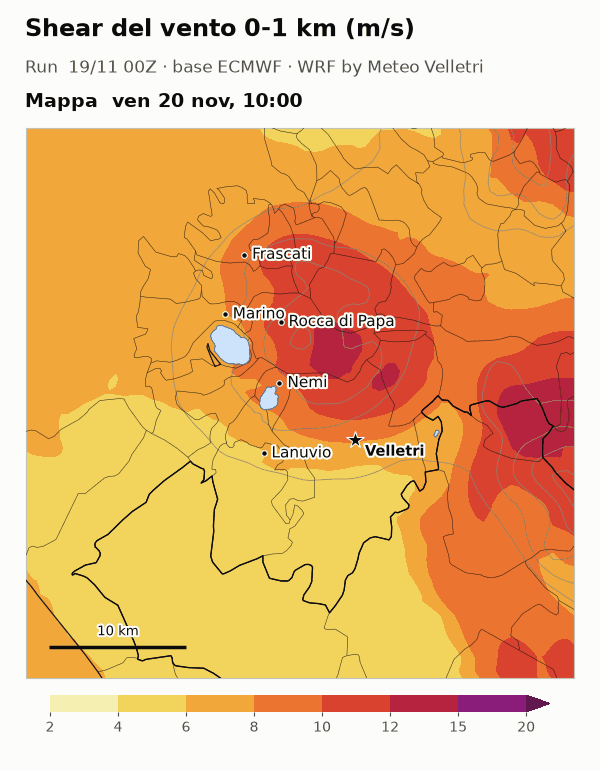 Shear del vento 0-1 km (m/s)
Run  19/11 00Z · base ECMWF · WRF by Meteo Velletri
Mappa  ven 20 nov, 10:00
Frascati
Marino
Rocca di Papa
Nemi
Velletri
Lanuvio
10 km
2 4 6 8 10 12 15 20